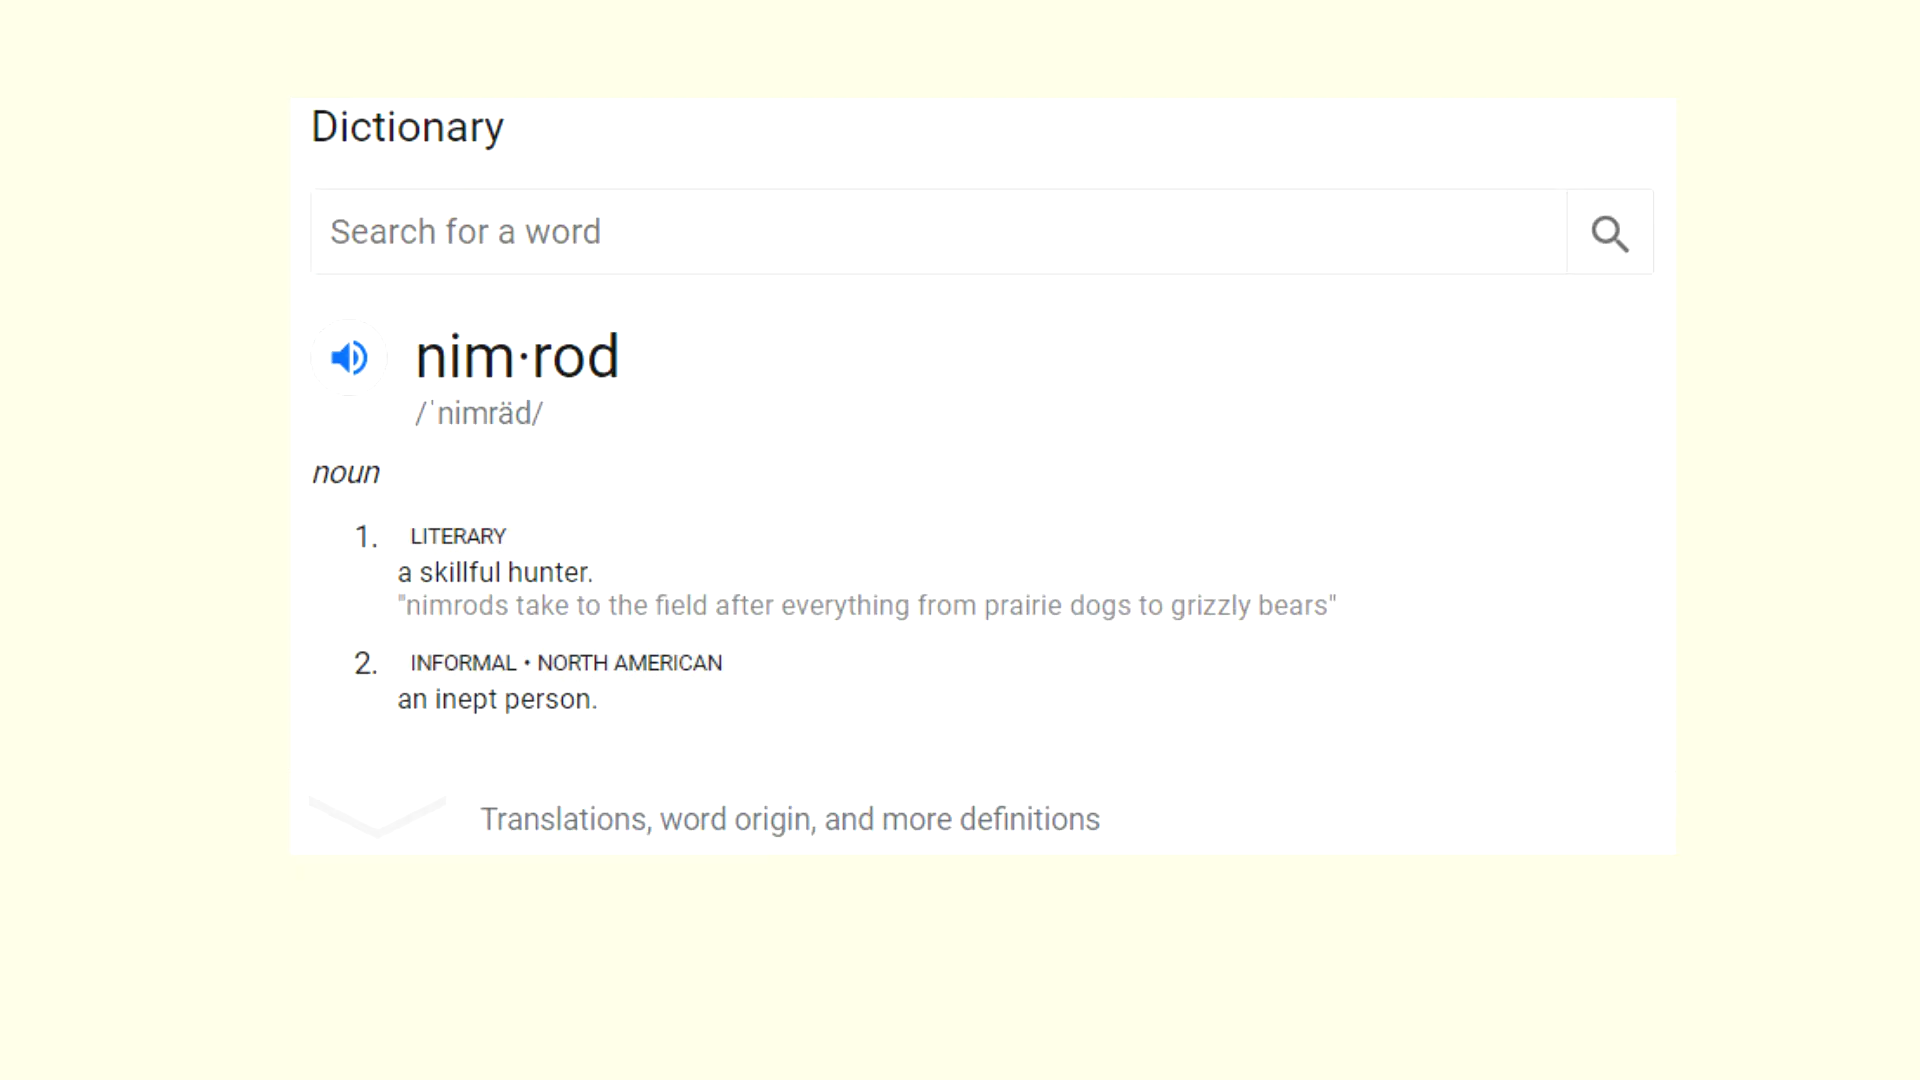 Dictionary
Search for a word
nim·rod
/ˈnimräd/
noun
1. LITERARY
a skillful hunter.
"nimrods take to the field after everything from prairie dogs to grizzly bears"
2. INFORMAL • NORTH AMERICAN
an inept person.
Translations, word origin, and more definitions